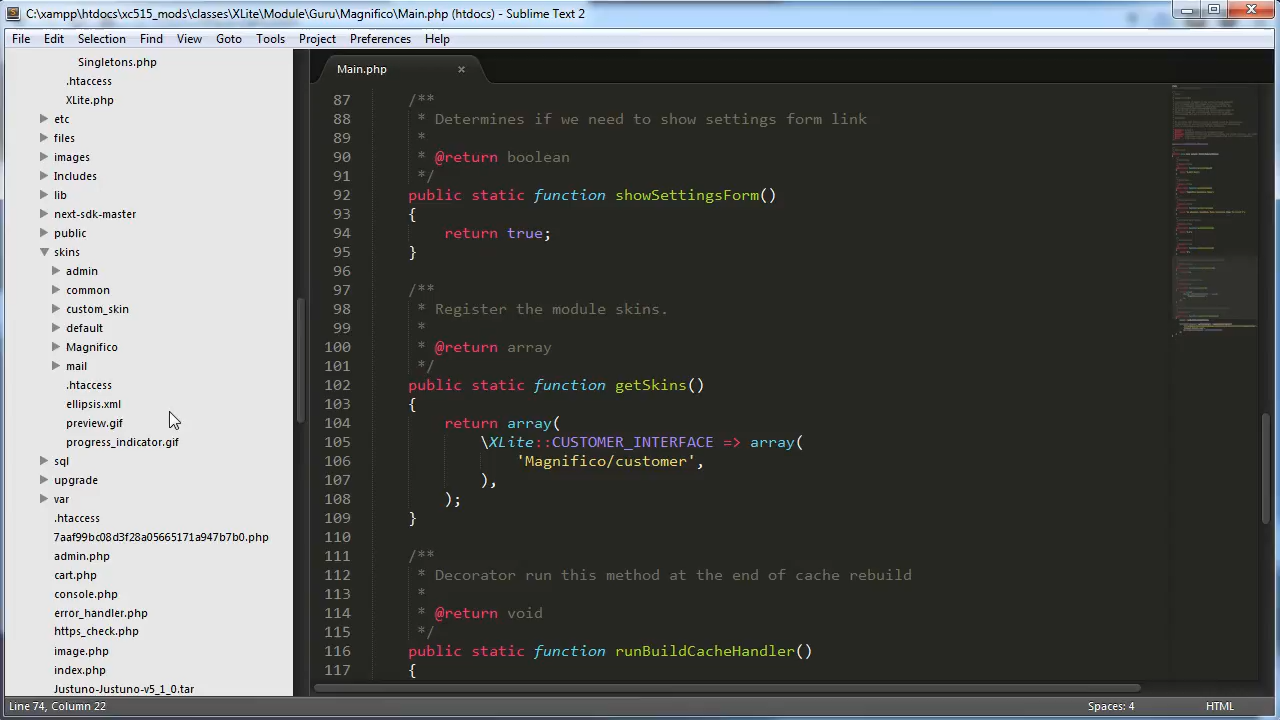 C:\xampp\htdocs\xc515_mods\classes\XLite\Module\Guru\Magnifico\Main.php (htdocs) - Sublime Text 2
File Edit Selection Find View Goto Tools Project Preferences Help
Singletons.php
.htaccess
XLite.php
etc
files
images
Includes
lib
next-sdk-master
public
skins
admin
common
custom_skin
default
Magnifico
mail
.htaccess
ellipsis.xml
preview.gif
progress_indicator.gif
sql
upgrade
var
.htaccess
7aaf99bc08d3f28a05665171a947b7b0.php
admin.php
cart.php
console.php
error_handler.php
https_check.php
image.php
index.php
Justuno-Justuno-v5_1_0.tar
Main.php ×
87 /**
88 * Determines if we need to show settings form link
89 *
90 * @return boolean
91 */
92 public static function showSettingsForm()
93 {
94 return true;
95 }
96
97 /**
98 * Register the module skins.
99 *
100 * @return array
101 */
102 public static function getSkins()
103 {
104 return array(
105 \XLite::CUSTOMER_INTERFACE => array(
106 'Magnifico/customer',
107 ),
108 );
109 }
110
111 /**
112 * Decorator run this method at the end of cache rebuild
113 *
114 * @return void
115 */
116 public static function runBuildCacheHandler()
117 {
Line 74, Column 22 Spaces: 4 HTML